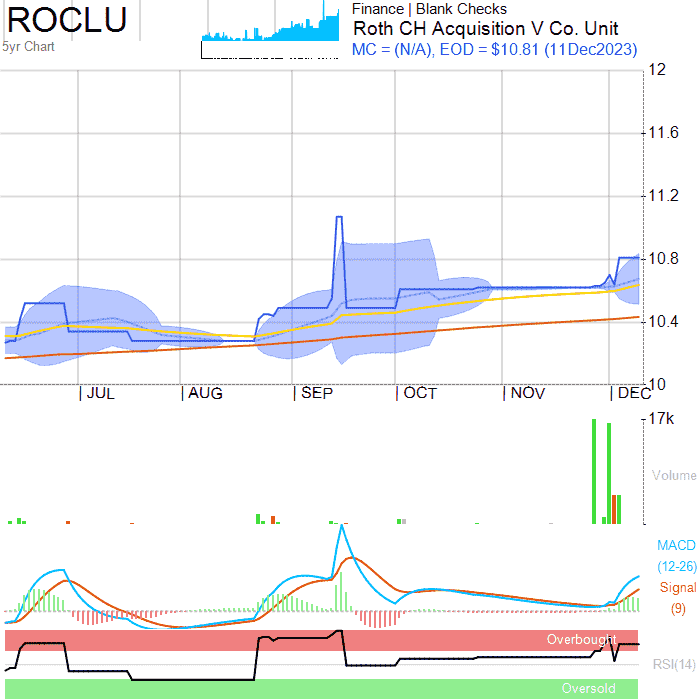 ROCLU
5yr Chart
Finance | Blank Checks
Roth CH Acquisition V Co. Unit
MC = (N/A), EOD = $10.81 (11Dec2023)
12
11.6
11.2
10.8
10.4
10
| JUL
| AUG
| SEP
| OCT
| NOV
| DEC
17k
Volume
MACD
(12-26)
Signal
(9)
Overbought
RSI(14)
Oversold